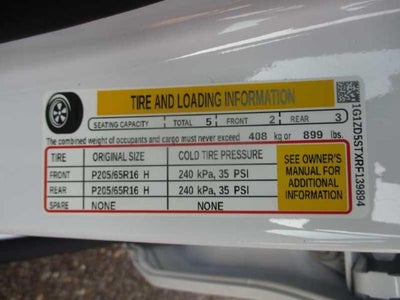 TIRE AND LOADING INFORMATION
SEATING CAPACITY TOTAL 5 FRONT 2 REAR 3
The combined weight of occupants and cargo must never exceed 408 kg or 899 lbs.
TIRE ORIGINAL SIZE COLD TIRE PRESSURE
FRONT P205/65R16 H 240 kPa, 35 PSI
REAR P205/65R16 H 240 kPa, 35 PSI
SPARE NONE NONE
SEE OWNER'S
MANUAL FOR
ADDITIONAL
INFORMATION
1G1ZD5STXRF139894